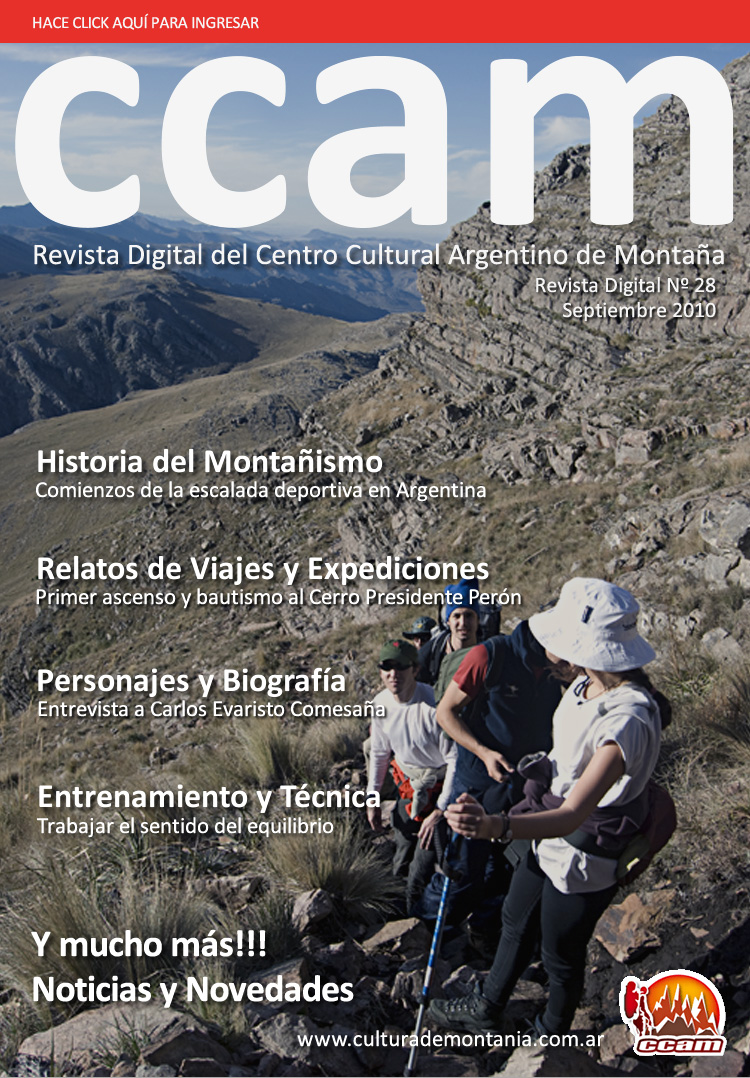 HACE CLICK AQUÍ PARA INGRESAR
ccam
Revista Digital del Centro Cultural Argentino de Montaña
Revista Digital Nº 28
Septiembre 2010
Historia del Montañismo
Comienzos de la escalada deportiva en Argentina
Relatos de Viajes y Expediciones
Primer ascenso y bautismo al Cerro Presidente Perón
Personajes y Biografía
Entrevista a Carlos Evaristo Comesaña
Entrenamiento y Técnica
Trabajar el sentido del equilibrio
Y mucho más!!!
Noticias y Novedades
www.culturademontania.com.ar
ccam